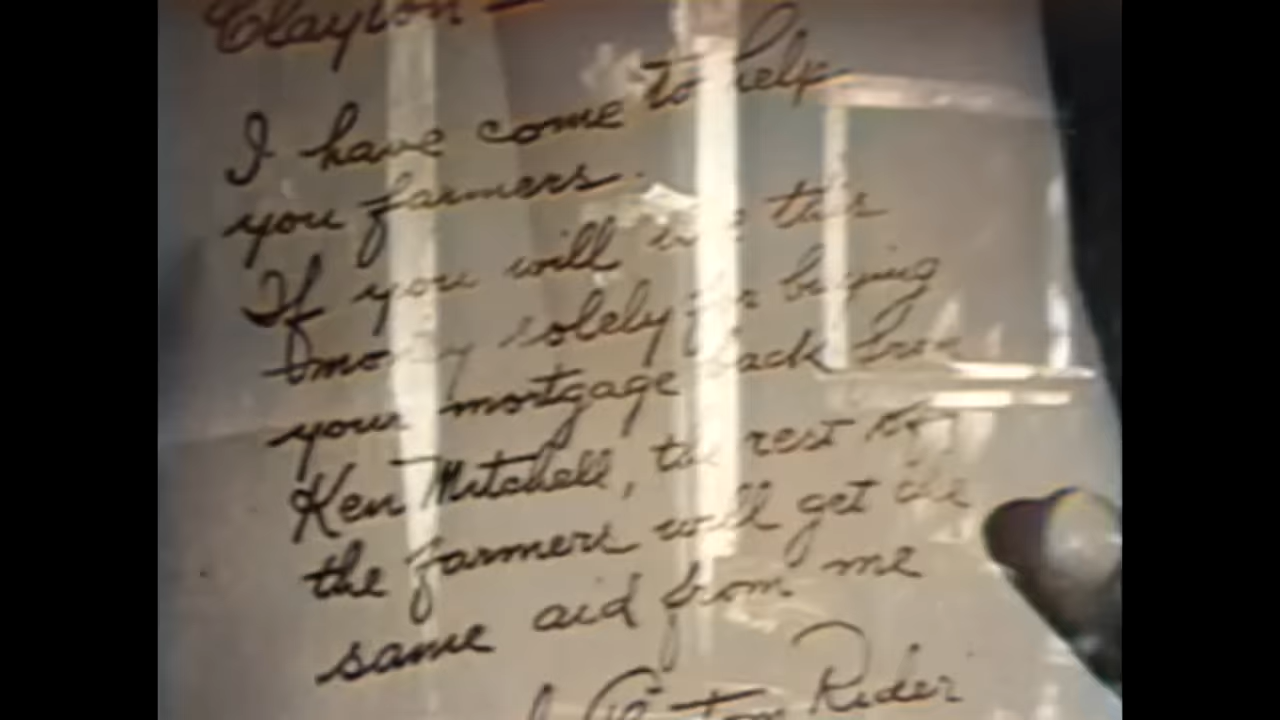 Clayton —
I have come to help
you farmers.
If you will use this
money solely for buying
your mortgage back from
Ken Mitchell, the rest of
the farmers will get the
same aid from me
Rider